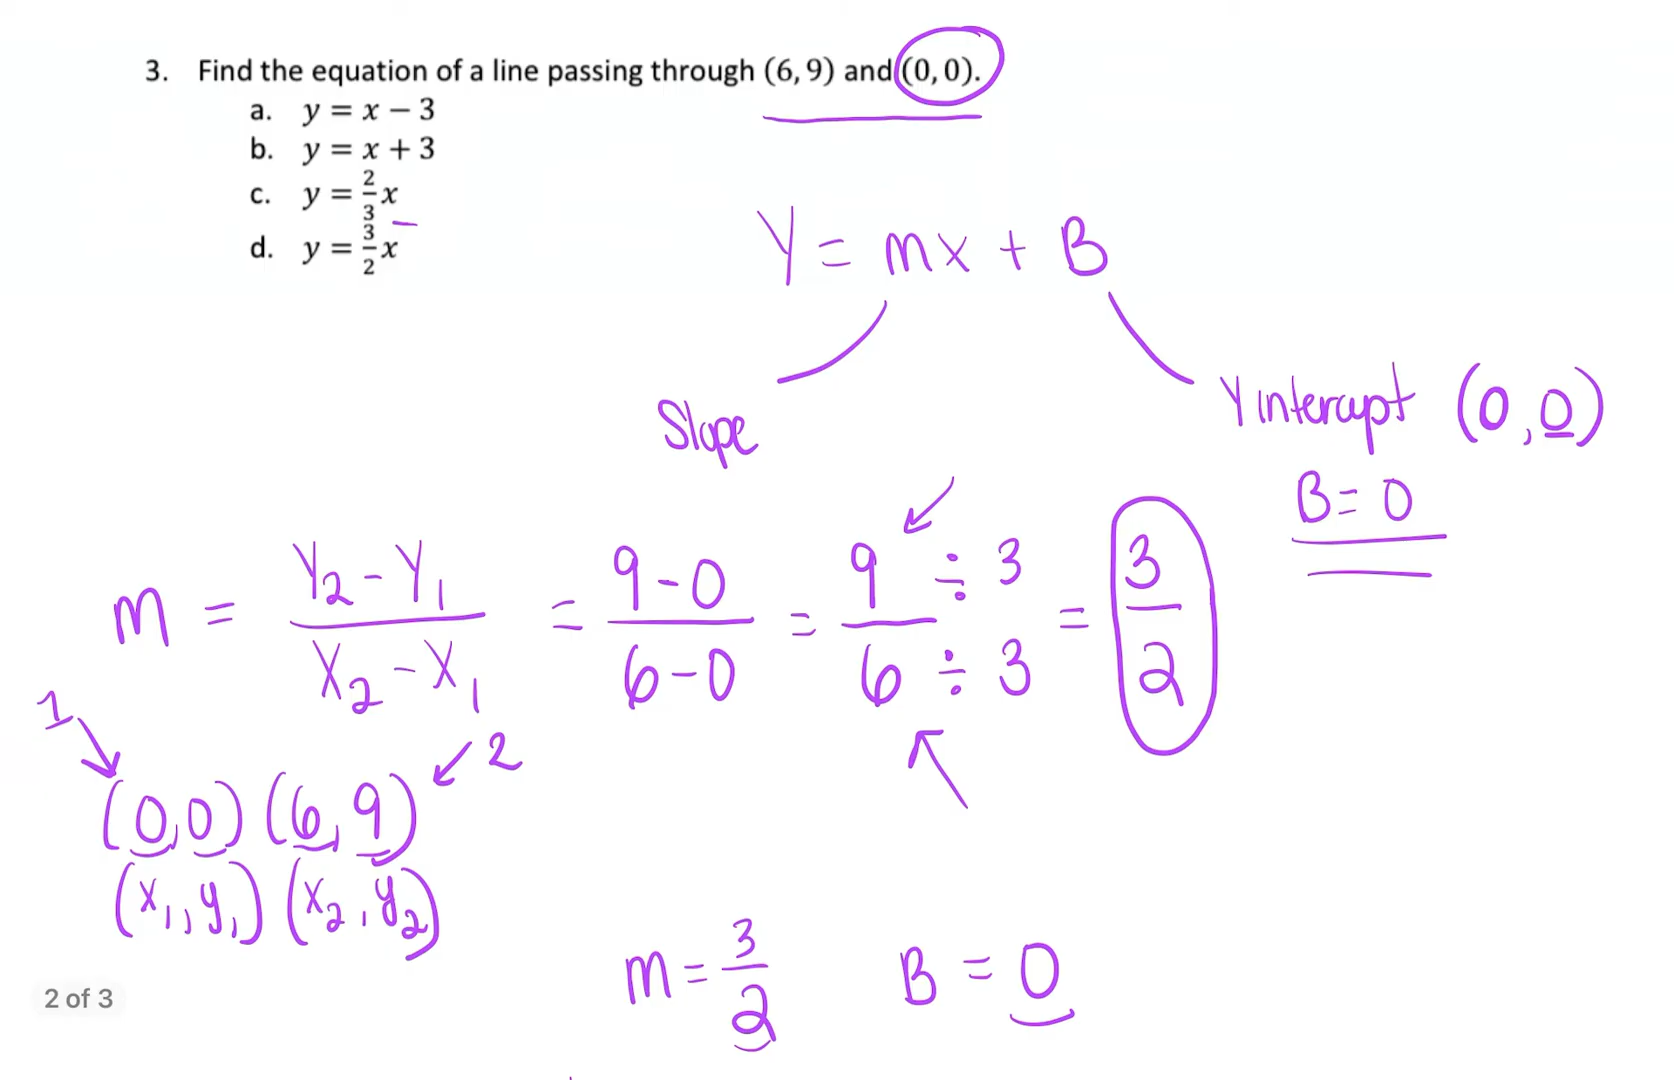 3. Find the equation of a line passing through (6, 9) and (0, 0).
a. y = x − 3
b. y = x + 3
c. y = 2/3 x
d. y = 3/2 x
Y = mx + B
Slope
Y intercept (0, 0)
B = 0
m = Y₂ - Y₁ / X₂ - X₁ = 9 - 0 / 6 - 0 = 9 ÷ 3 / 6 ÷ 3 = 3/2
1 2
(0,0) (6,9)
(x₁, y₁) (x₂, y₂)
m = 3/2 B = 0
2 of 3